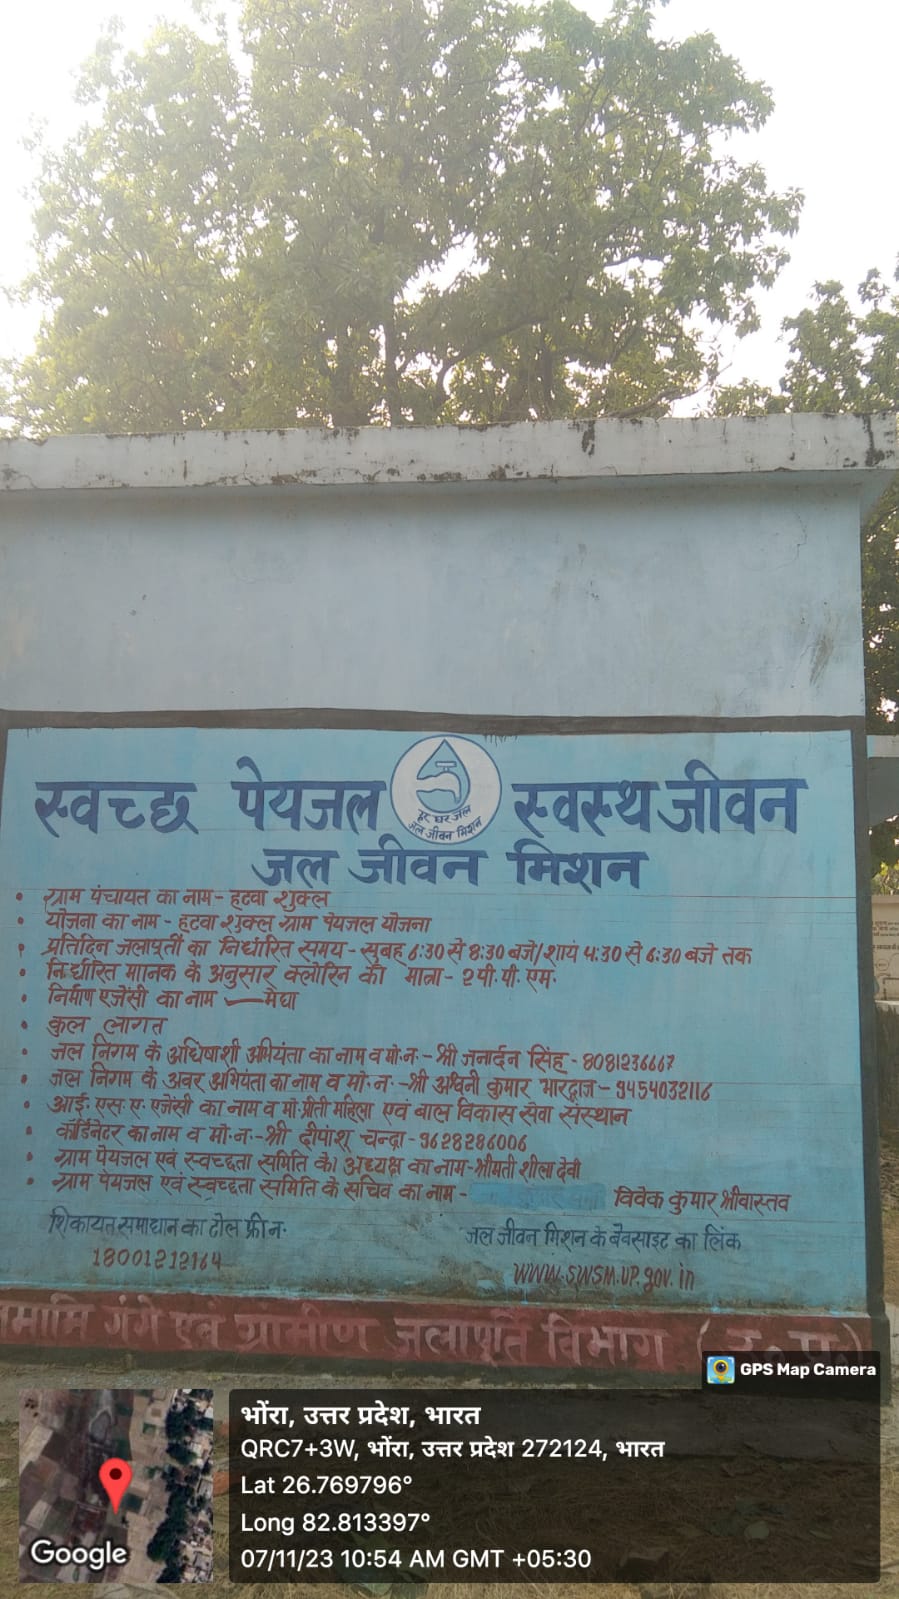 स्वच्छ पेयजल स्वस्थ जीवन
हर घर जल
जल जीवन मिशन
जल जीवन मिशन
• ग्राम पंचायत का नाम - हटवा शुक्ल
• योजना का नाम - हटवा शुक्ल ग्राम पेयजल योजना
• प्रतिदिन जलापूर्ती का निर्धारित समय - सुबह 6:30 से 8:30 बजे/शायं 4:30 से 6:30 बजे तक
• निर्धारित मानक के अनुसार क्लोरिन की मात्रा - 2 पी.पी.एम.
• निर्माण एजेंसी का नाम — मेघा
• कुल लागत
• जल निगम के अधिषाशी अभियंता का नाम व मो.न. - श्री जनार्दन सिंह - 8081236667
• जल निगम के अवर अभियंता का नाम व मो.न. - श्री अश्वनी कुमार भारद्वाज - 9454032116
• आई.एस.ए. एजेंसी का नाम व मो. प्रीती महिला एवं बाल विकास सेवा संस्थान
• कॉर्डिनेटर का नाम व मो.न. - श्री दीपांशू चन्द्रा - 9628286006
• ग्राम पेयजल एवं स्वच्छता समिति के अध्यक्ष का नाम - श्रीमती शीला देवी
• ग्राम पेयजल एवं स्वच्छता समिति के सचिव का नाम - विवेक कुमार श्रीवास्तव
शिकायत समाधान का टोल फ्री न. जल जीवन मिशन के बेवसाइट का लिंक
18001212164 www.swsm.up.gov.in
नमामि गंगे एवं ग्रामीण जलापूर्ति विभाग (उ.प्र.)
GPS Map Camera
भोंरा, उत्तर प्रदेश, भारत
QRC7+3W, भोंरा, उत्तर प्रदेश 272124, भारत
Lat 26.769796°
Long 82.813397°
07/11/23 10:54 AM GMT +05:30
Google